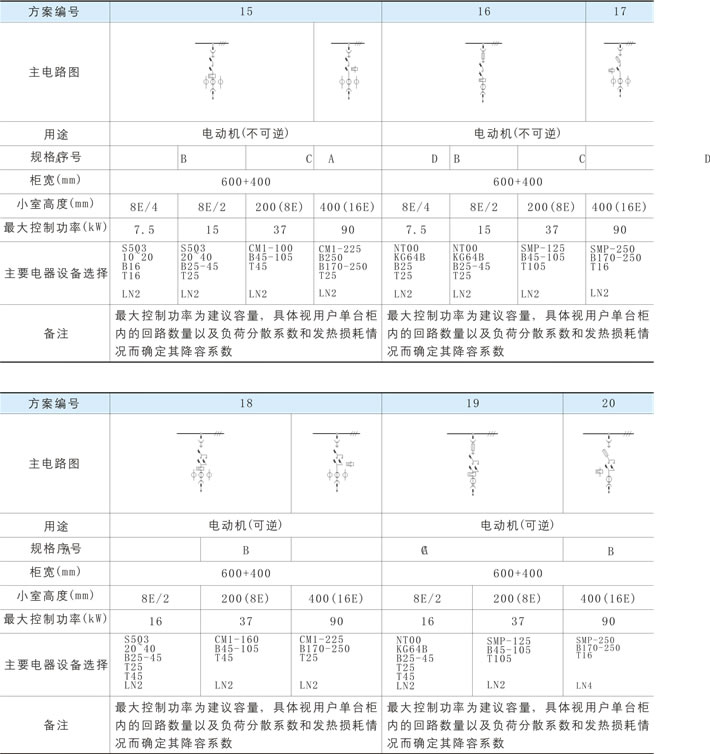 方案编号 15 16 17
主电路图
用途 电动机(不可逆) 电动机(不可逆)
规格序号 A B C A D B C D
柜宽(mm) 600+400 600+400
小室高度(mm) 8E/4 8E/2 200(8E) 400(16E) 8E/4 8E/2 200(8E) 400(16E)
最大控制功率(kW) 7.5 15 37 90 7.5 15 37 90
主要电器设备选择
S503 S503 CM1-100 CM1-225 NT00 NT00 SMP-125 SMP-250
10~20 20~40 B45-105 B250 KG64B KG64B B45-105 B170-250
B16 B25-45 T45 B170-250 B25 B25-45 T105 T16
T16 T25 T25 T25 T25
LN2 LN2 LN2 LN2 LN2 LN2 LN2 LN2
备注
最大控制功率为建议容量，具体视用户单台柜 最大控制功率为建议容量，具体视用户单台柜
内的回路数量以及负荷分散系数和发热损耗情 内的回路数量以及负荷分散系数和发热损耗情
况而确定其降容系数 况而确定其降容系数
方案编号 18 19 20
主电路图
用途 电动机(可逆) 电动机(可逆)
规格序号 A B C A B
柜宽(mm) 600+400 600+400
小室高度(mm) 8E/2 200(8E) 400(16E) 8E/2 200(8E) 400(16E)
最大控制功率(kW) 16 37 90 16 37 90
主要电器设备选择
S503 CM1-160 CM1-225 NT00 SMP-125 SMP-250
20~40 B45-105 B170-250 KG64B B45-105 B170-250
B25-45 T45 T25 B25-45 T105 T16
T25 T25
T45 T45
LN2 LN2 LN2 LN2 LN2 LN4
备注
最大控制功率为建议容量，具体视用户单台柜 最大控制功率为建议容量，具体视用户单台柜
内的回路数量以及负荷分散系数和发热损耗情 内的回路数量以及负荷分散系数和发热损耗情
况而确定其降容系数 况而确定其降容系数